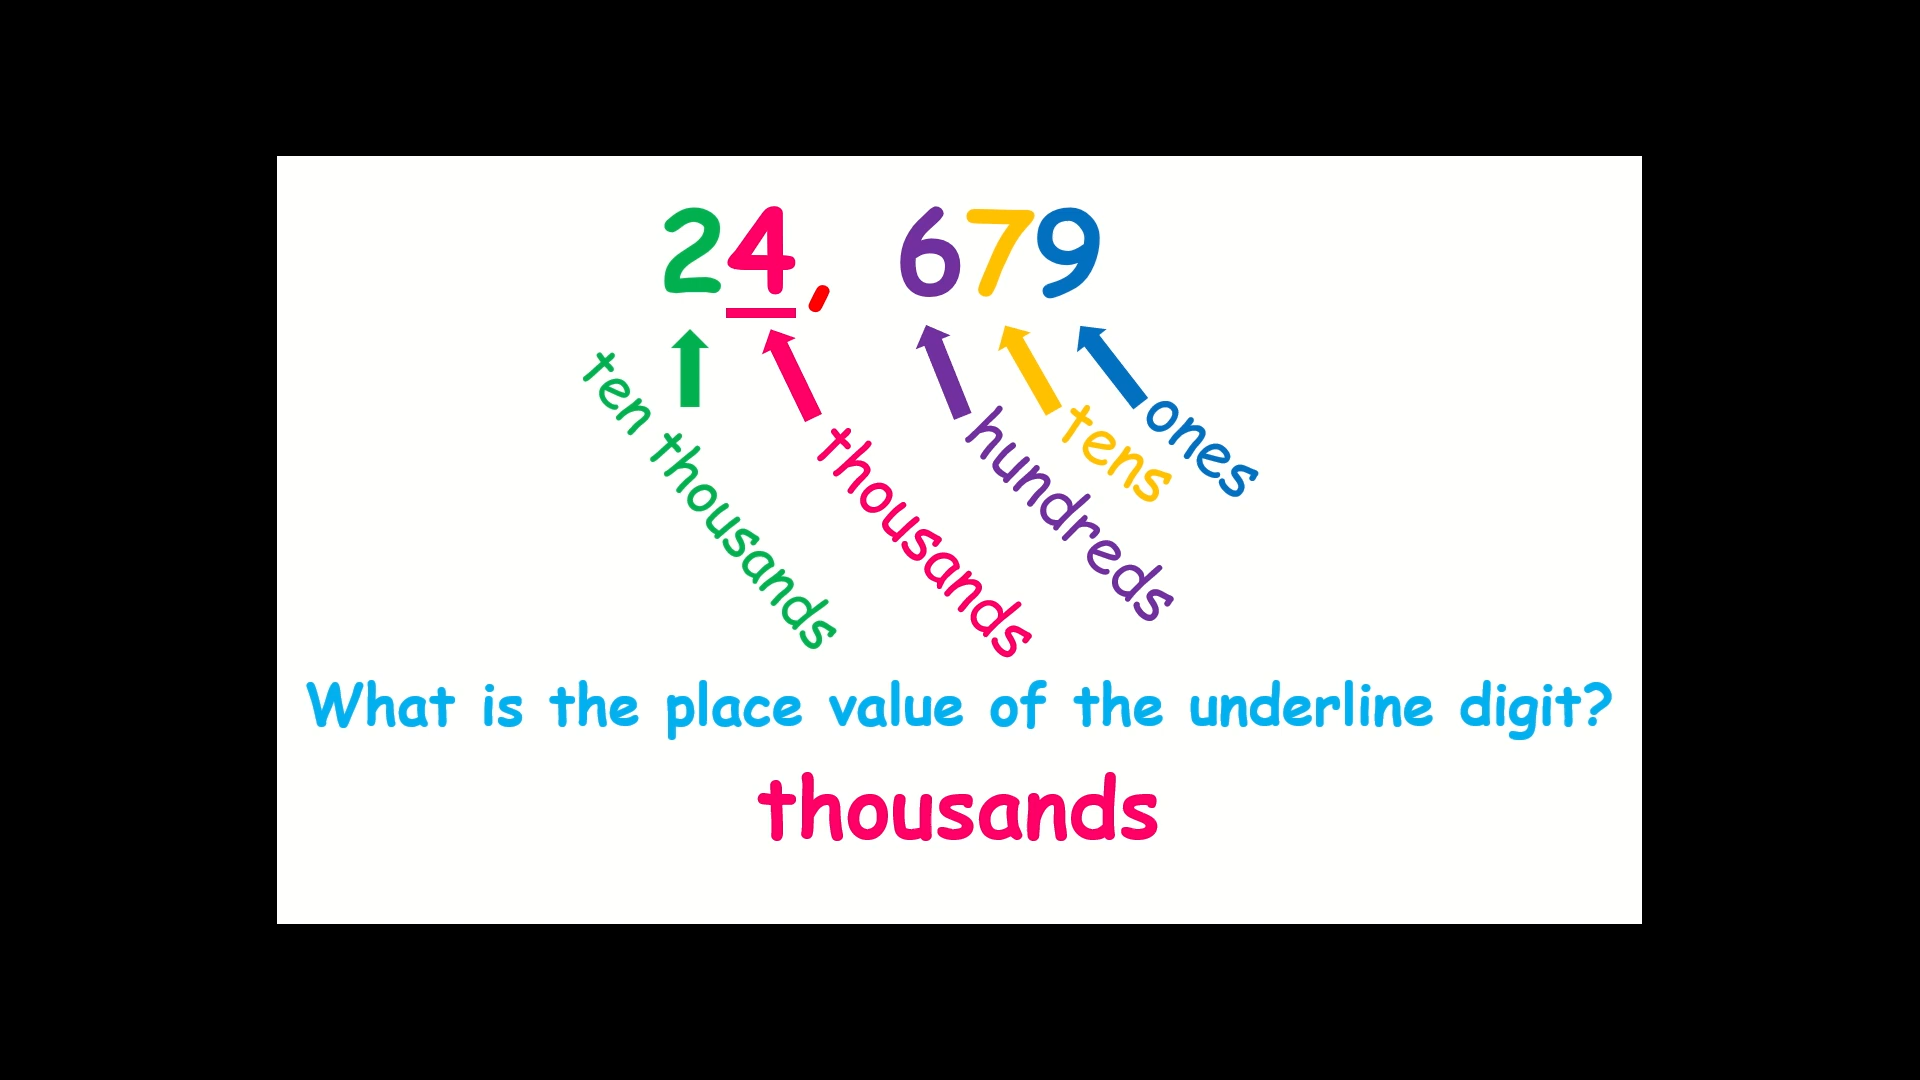 24, 679
ten thousands
thousands
hundreds
tens
ones
What is the place value of the underline digit?
thousands